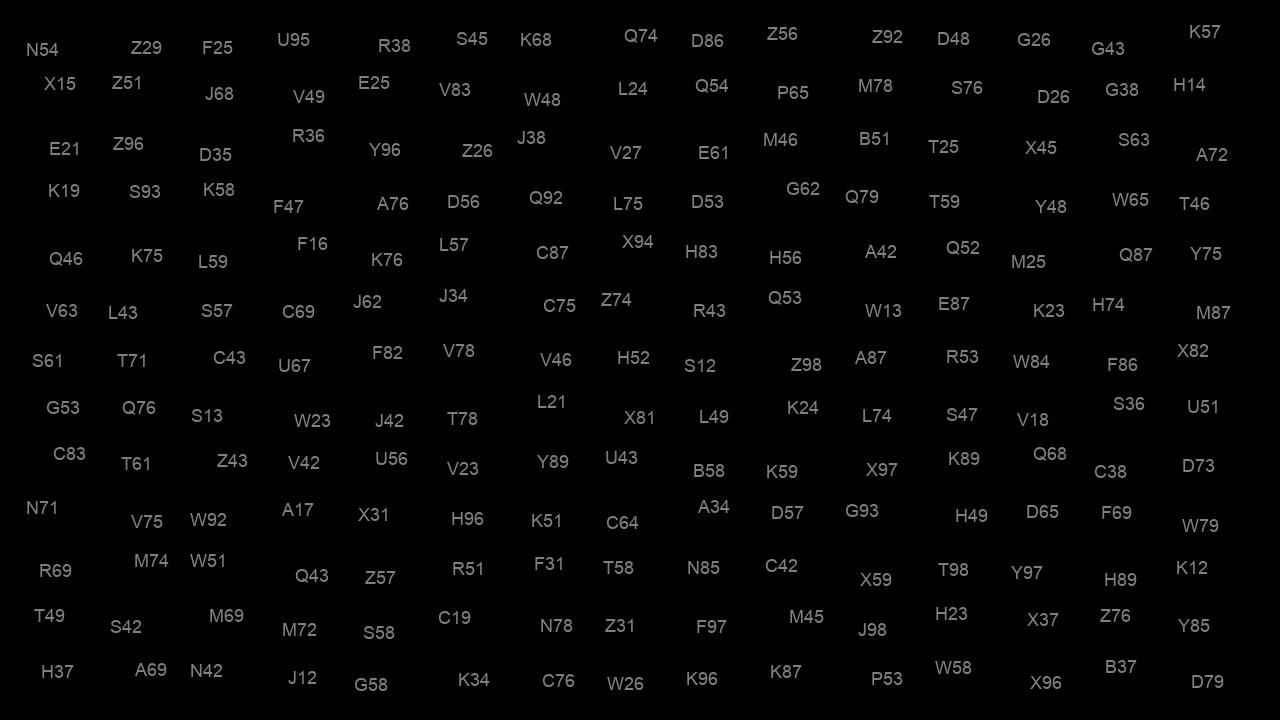 N54 Z29 F25 U95 R38 S45 K68 Q74 D86 Z56 Z92 D48 G26 G43 K57
X15 Z51 J68 V49 E25 V83 W48 L24 Q54 P65 M78 S76 D26 G38 H14
E21 Z96 D35 R36 Y96 Z26 J38 V27 E61 M46 B51 T25 X45 S63 A72
K19 S93 K58 F47 A76 D56 Q92 L75 D53 G62 Q79 T59 Y48 W65 T46
Q46 K75 L59 F16 K76 L57 C87 X94 H83 H56 A42 Q52 M25 Q87 Y75
V63 L43 S57 C69 J62 J34 C75 Z74 R43 Q53 W13 E87 K23 H74 M87
S61 T71 C43 U67 F82 V78 V46 H52 S12 Z98 A87 R53 W84 F86 X82
G53 Q76 S13 W23 J42 T78 L21 X81 L49 K24 L74 S47 V18 S36 U51
C83 T61 Z43 V42 U56 V23 Y89 U43 B58 K59 X97 K89 Q68 C38 D73
N71 V75 W92 A17 X31 H96 K51 C64 A34 D57 G93 H49 D65 F69 W79
R69 M74 W51 Q43 Z57 R51 F31 T58 N85 C42 X59 T98 Y97 H89 K12
T49 S42 M69 M72 S58 C19 N78 Z31 F97 M45 J98 H23 X37 Z76 Y85
H37 A69 N42 J12 G58 K34 C76 W26 K96 K87 P53 W58 X96 B37 D79